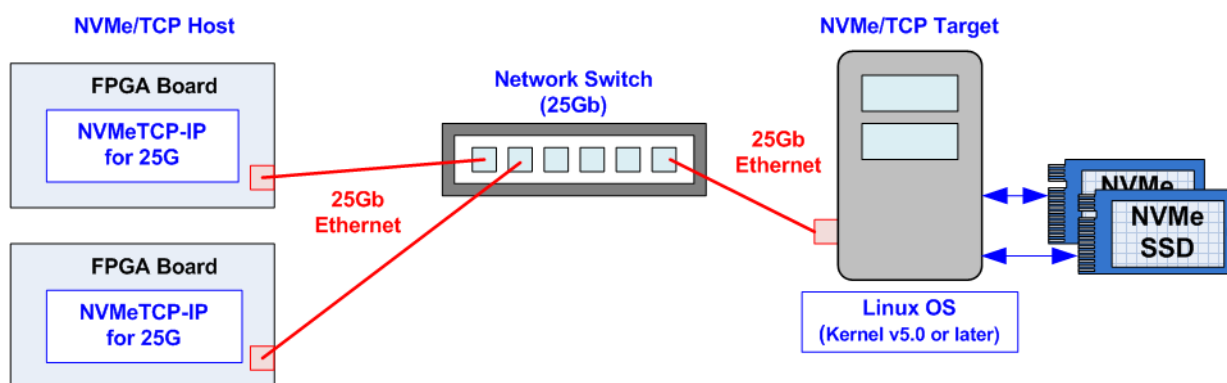 NVMe/TCP Host
FPGA Board
NVMeTCP-IP
for 25G
25Gb
Ethernet
FPGA Board
NVMeTCP-IP
for 25G
Network Switch
(25Gb)
25Gb
Ethernet
NVMe/TCP Target
Linux OS
(Kernel v5.0 or later)
NVMe
NVMe
SSD